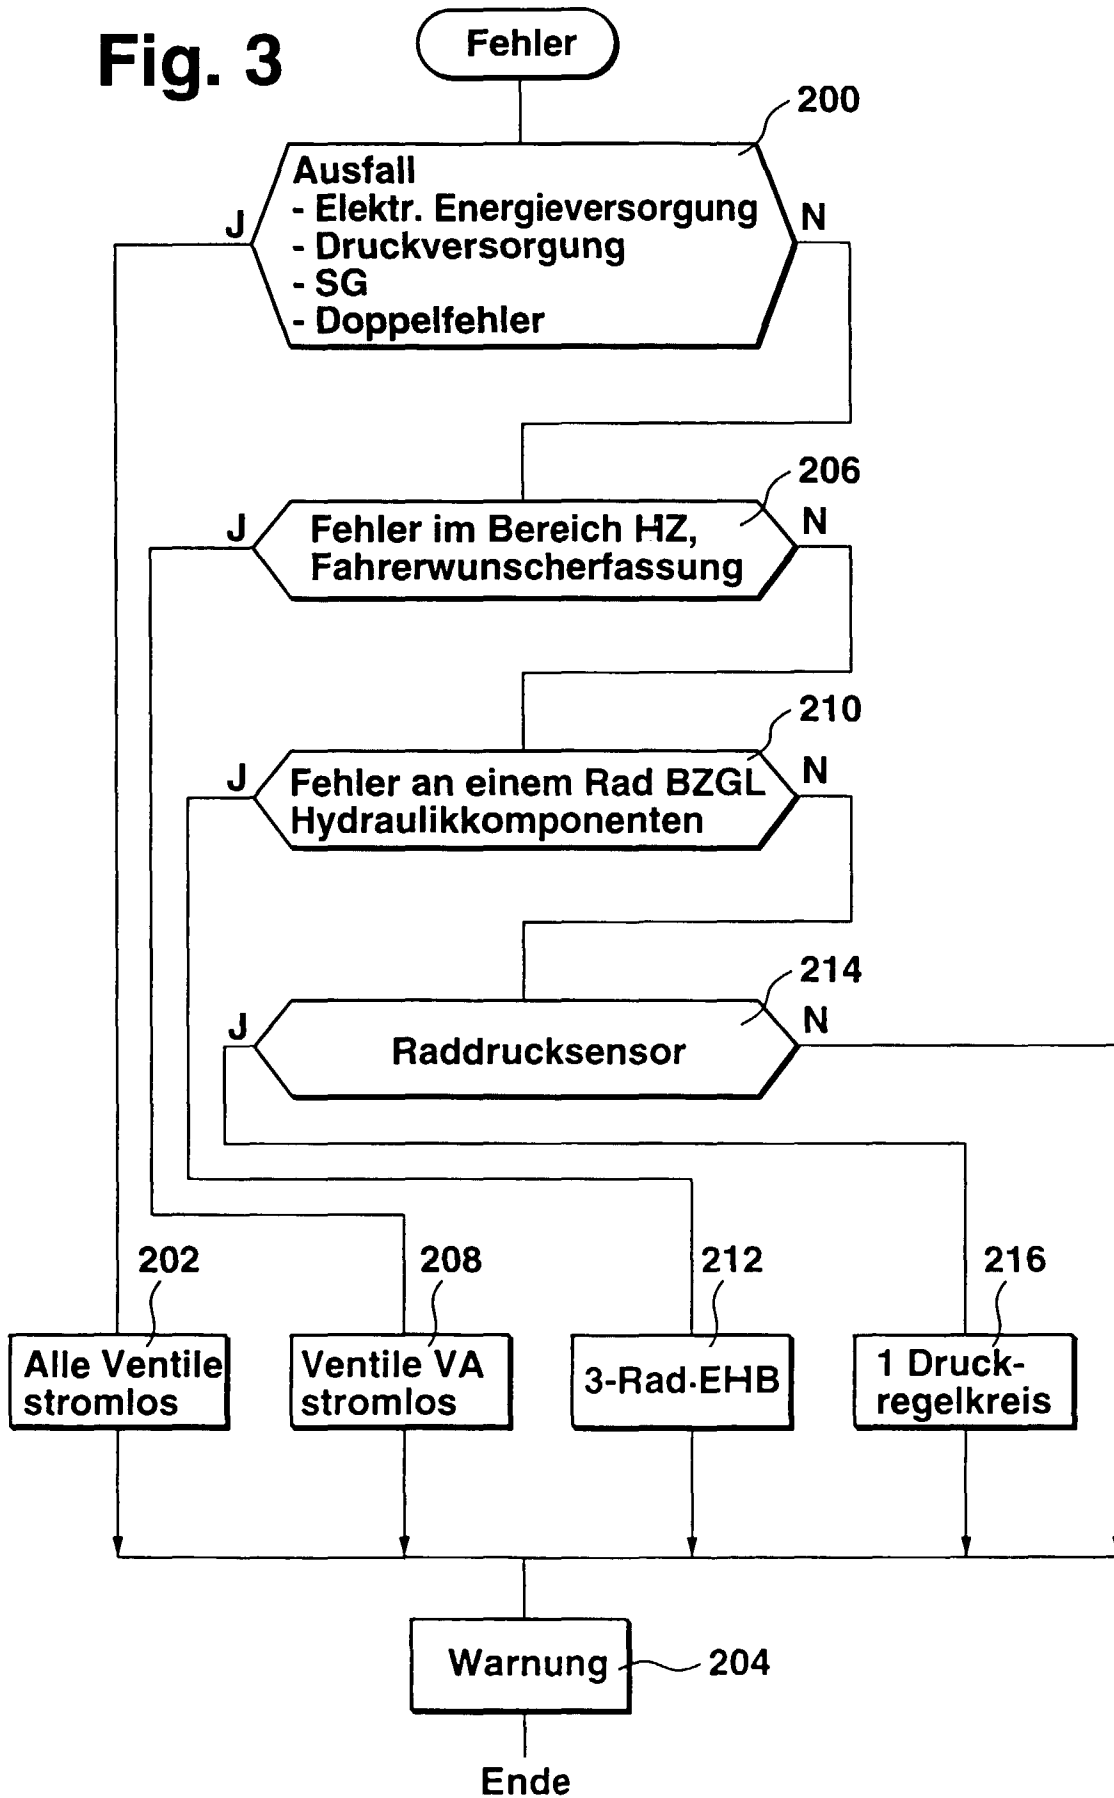 Fig. 3
Fehler
200
Ausfall
- Elektr. Energieversorgung
- Druckversorgung
- SG
- Doppelfehler
J
N
206
Fehler im Bereich HZ,
Fahrerwunscherfassung
J
N
210
Fehler an einem Rad BZGL
Hydraulikkomponenten
J
N
214
Raddrucksensor
J
N
202
Alle Ventile
stromlos
208
Ventile VA
stromlos
212
3-Rad-EHB
216
1 Druck-
regelkreis
Warnung
204
Ende